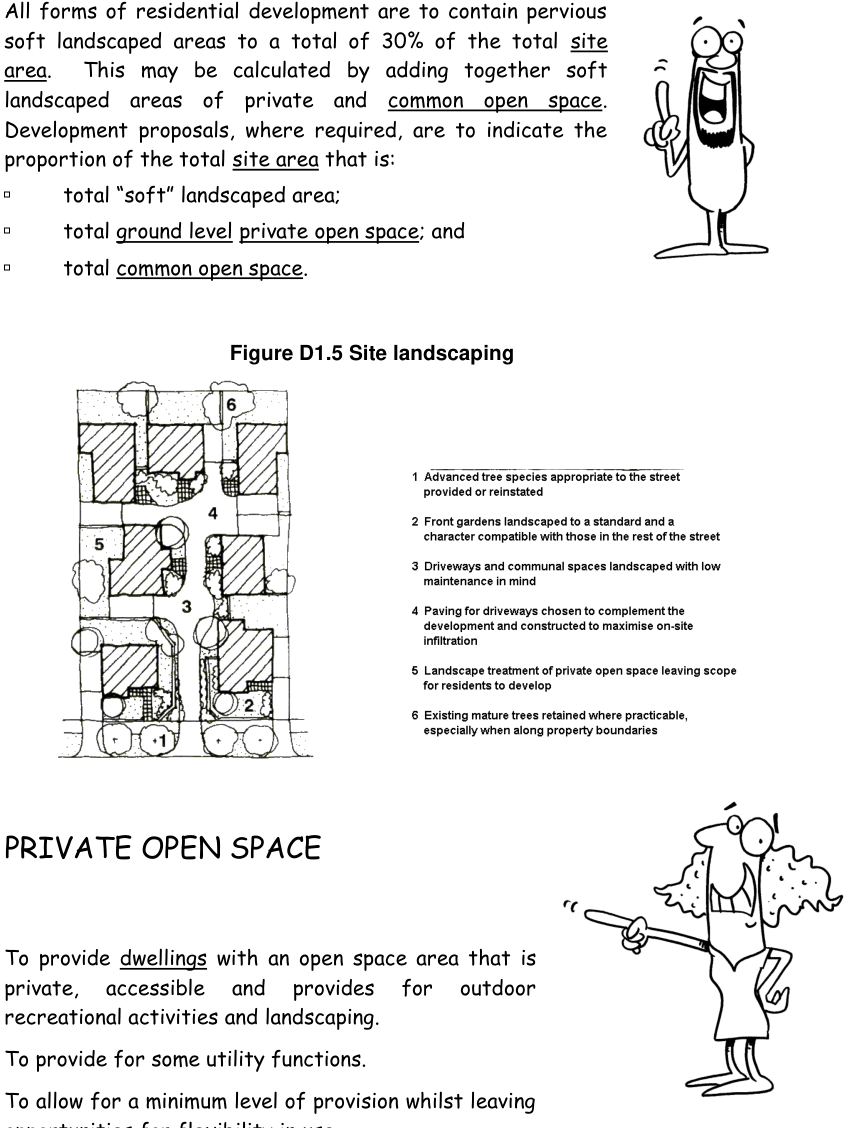 All forms of residential development are to contain pervious
soft landscaped areas to a total of 30% of the total site
area. This may be calculated by adding together soft
landscaped areas of private and common open space.
Development proposals, where required, are to indicate the
proportion of the total site area that is:
total “soft” landscaped area;
total ground level private open space; and
total common open space.
Figure D1.5 Site landscaping
6
4
5
3
2
1
1 Advanced tree species appropriate to the street
provided or reinstated
2 Front gardens landscaped to a standard and a
character compatible with those in the rest of the street
3 Driveways and communal spaces landscaped with low
maintenance in mind
4 Paving for driveways chosen to complement the
development and constructed to maximise on-site
infiltration
5 Landscape treatment of private open space leaving scope
for residents to develop
6 Existing mature trees retained where practicable,
especially when along property boundaries
PRIVATE OPEN SPACE
To provide dwellings with an open space area that is
private, accessible and provides for outdoor
recreational activities and landscaping.
To provide for some utility functions.
To allow for a minimum level of provision whilst leaving